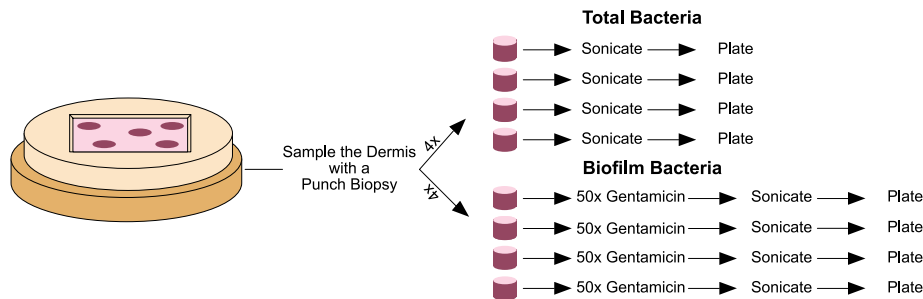 Total Bacteria
Sonicate Plate
Sonicate Plate
Sonicate Plate
Sonicate Plate
Sample the Dermis
with a
Punch Biopsy
4x
4x
Biofilm Bacteria
50x Gentamicin Sonicate Plate
50x Gentamicin Sonicate Plate
50x Gentamicin Sonicate Plate
50x Gentamicin Sonicate Plate